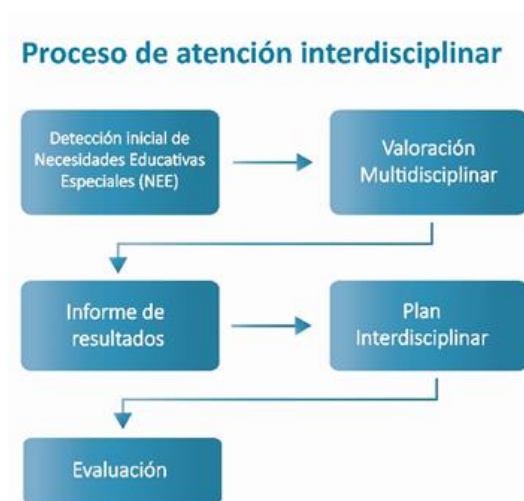 Proceso de atención interdisciplinar
Detección inicial de
Necesidades Educativas
Especiales (NEE)
Valoración
Multidisciplinar
Informe de
resultados
Plan
Interdisciplinar
Evaluación